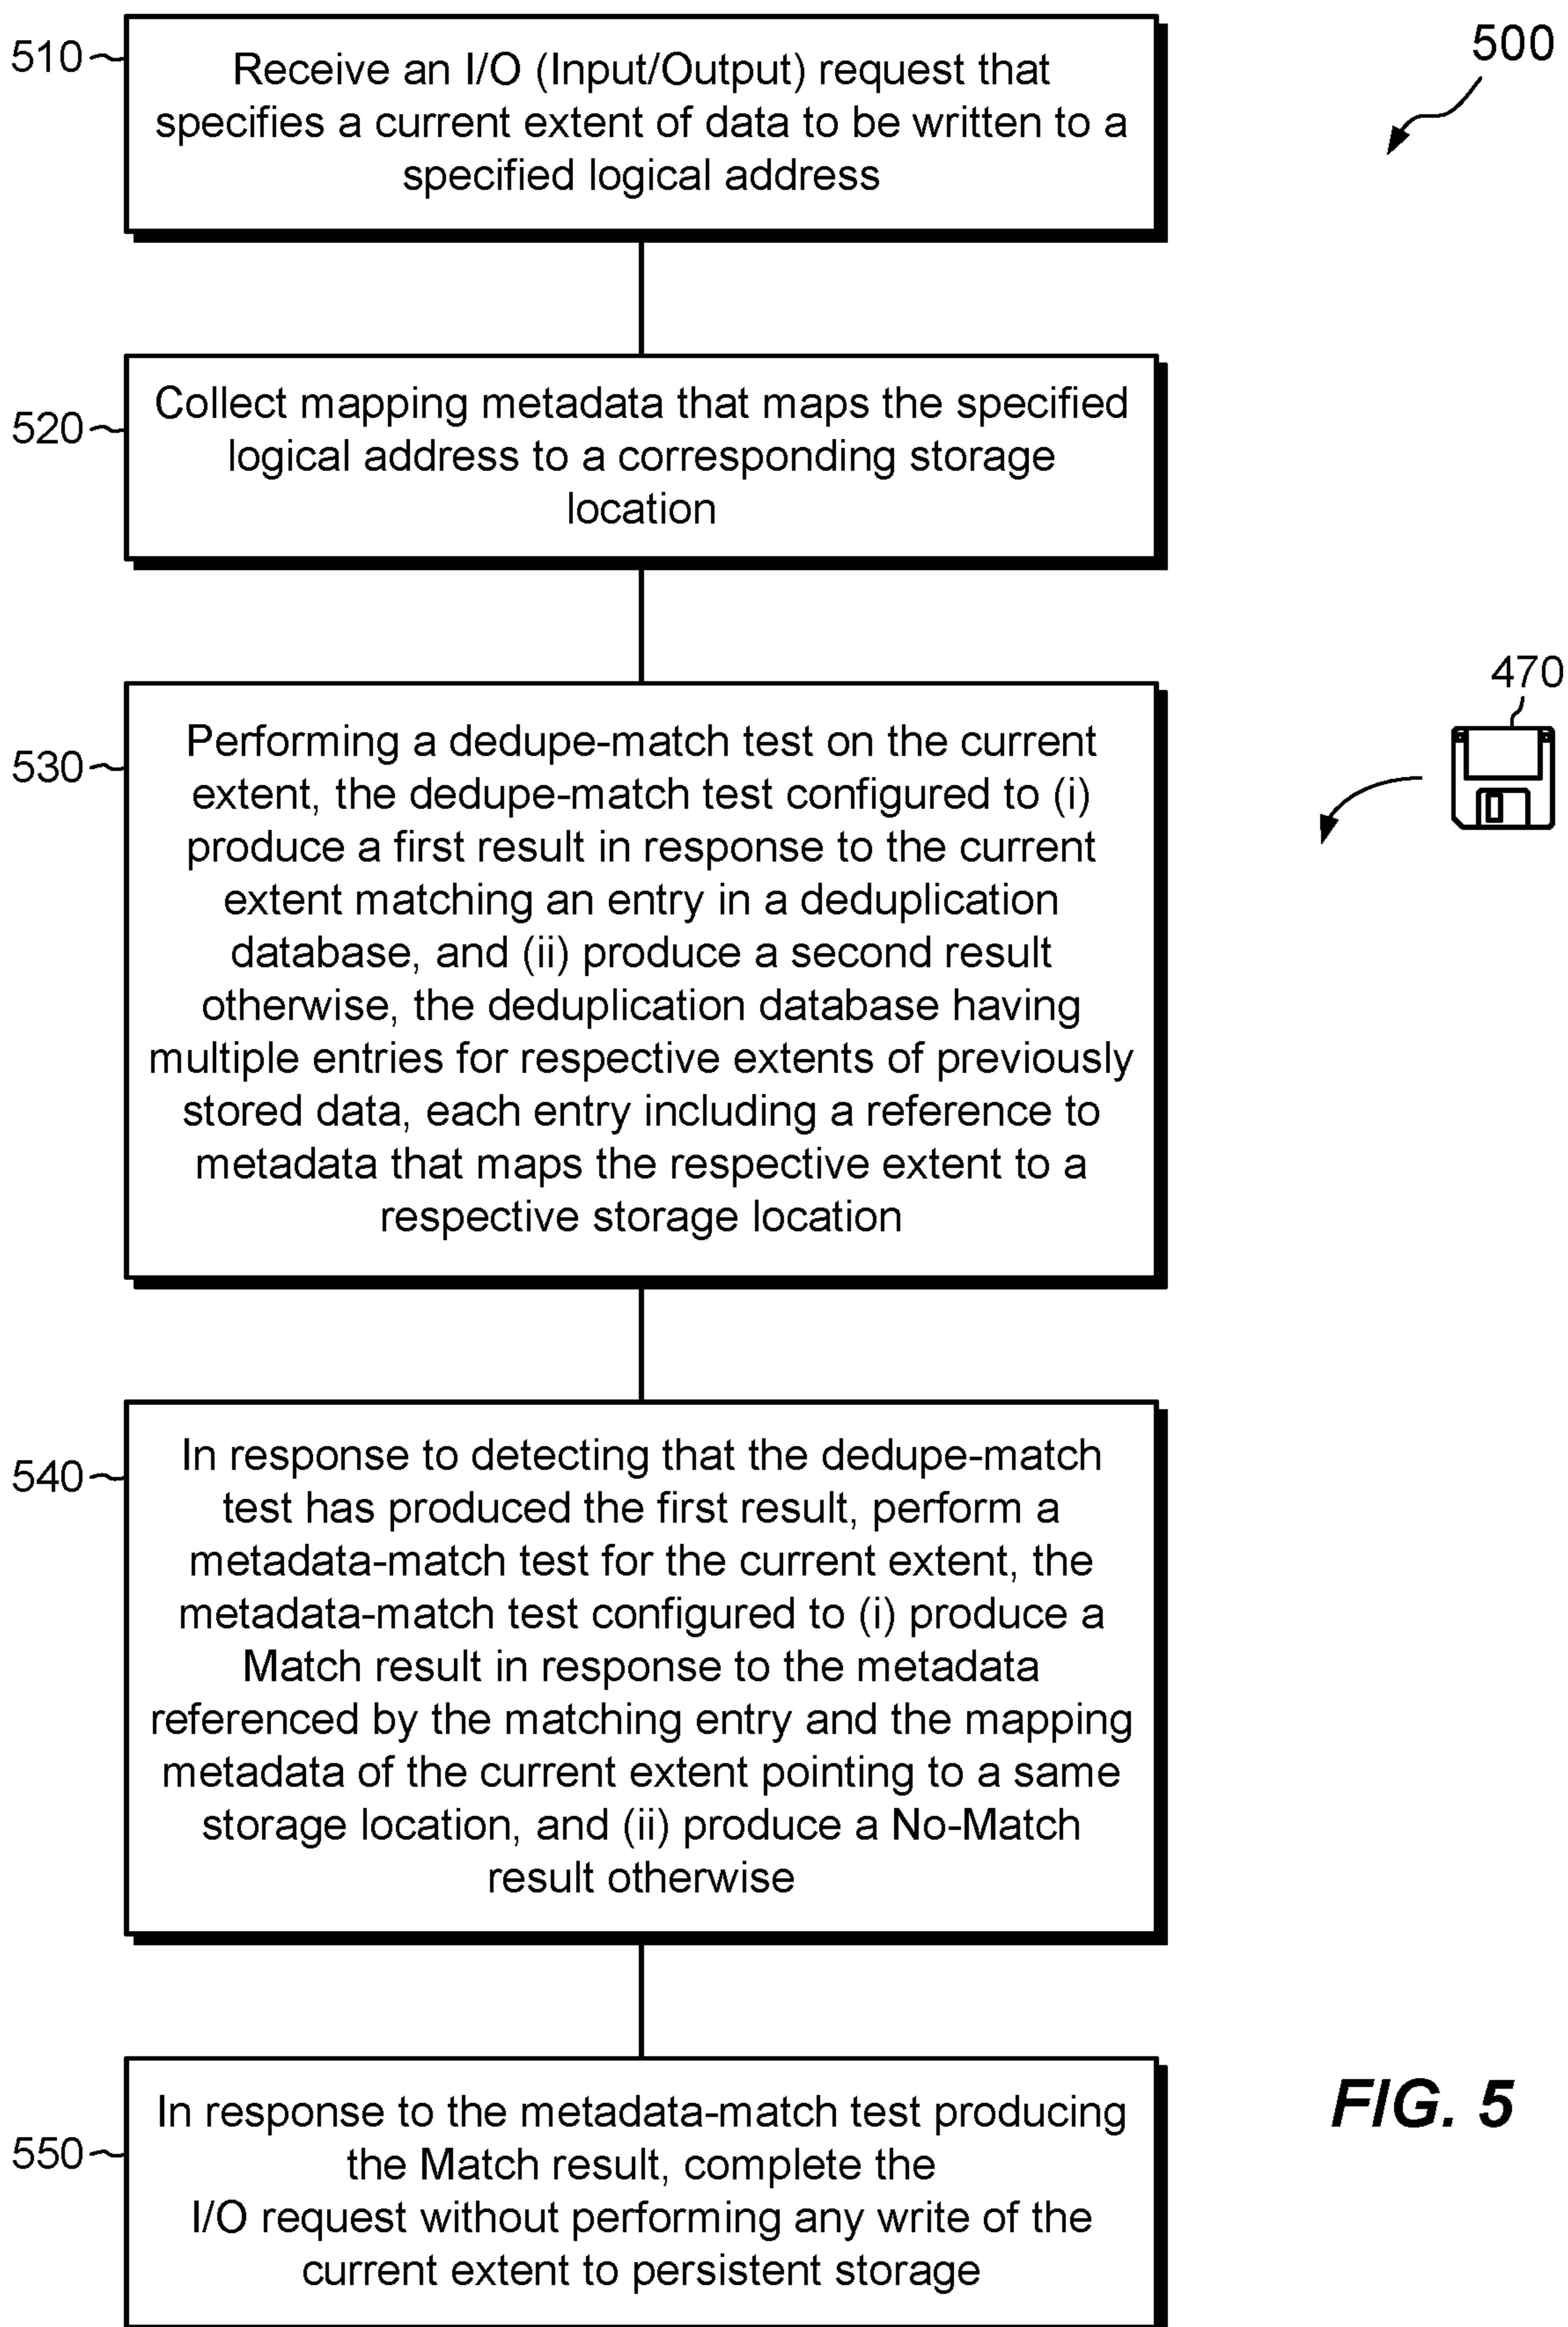 500
510
Receive an I/O (Input/Output) request that
specifies a current extent of data to be written to a
specified logical address
520
Collect mapping metadata that maps the specified
logical address to a corresponding storage
location
470
530
Performing a dedupe-match test on the current
extent, the dedupe-match test configured to (i)
produce a first result in response to the current
extent matching an entry in a deduplication
database, and (ii) produce a second result
otherwise, the deduplication database having
multiple entries for respective extents of previously
stored data, each entry including a reference to
metadata that maps the respective extent to a
respective storage location
540
In response to detecting that the dedupe-match
test has produced the first result, perform a
metadata-match test for the current extent, the
metadata-match test configured to (i) produce a
Match result in response to the metadata
referenced by the matching entry and the mapping
metadata of the current extent pointing to a same
storage location, and (ii) produce a No-Match
result otherwise
550
In response to the metadata-match test producing
the Match result, complete the
I/O request without performing any write of the
current extent to persistent storage
FIG. 5